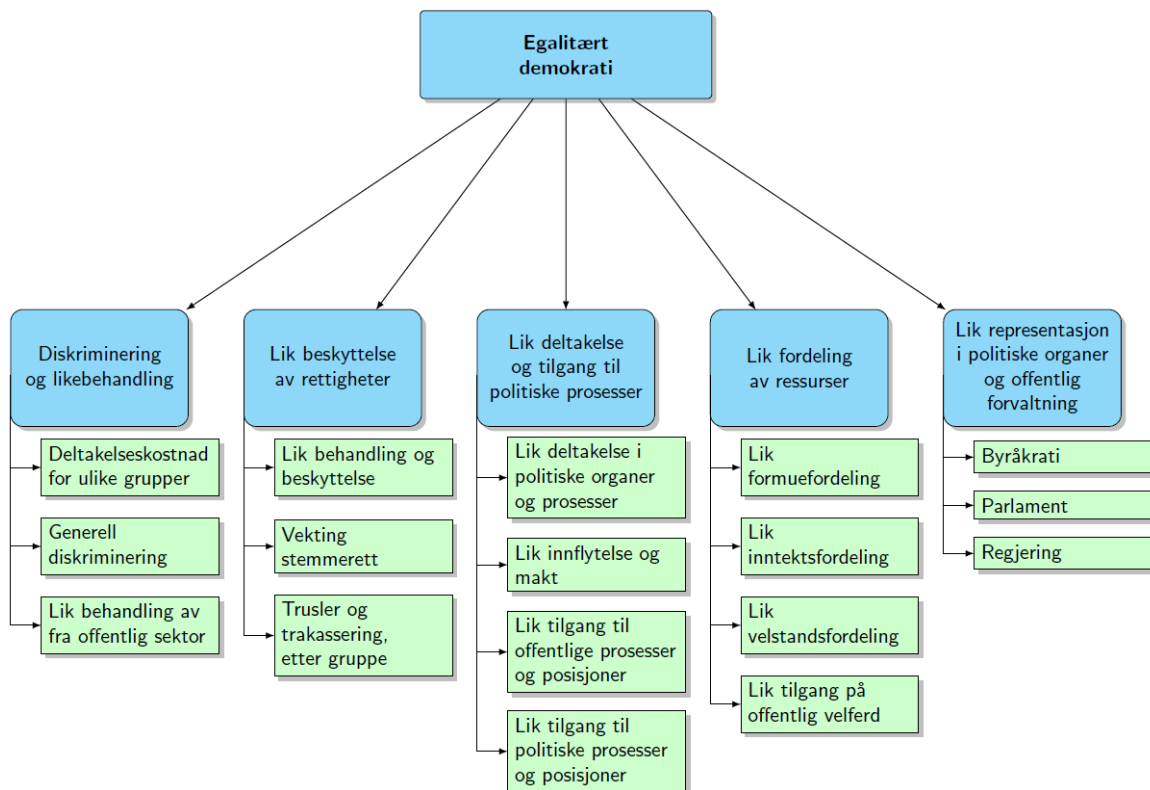 Egalitært
demokrati
Diskriminering
og likebehandling
Deltakelseskostnad
for ulike grupper
Generell
diskriminering
Lik behandling av
fra offentlig sektor
Lik beskyttelse
av rettigheter
Lik behandling og
beskyttelse
Vekting
stemmerett
Trusler og
trakassering,
etter gruppe
Lik deltakelse
og tilgang til
politiske prosesser
Lik deltakelse i
politiske organer
og prosesser
Lik innflytelse og
makt
Lik tilgang til
offentlige prosesser
og posisjoner
Lik tilgang til
politiske prosesser
og posisjoner
Lik fordeling
av ressurser
Lik
formuefordeling
Lik
inntektsfordeling
Lik
velstandsfordeling
Lik tilgang på
offentlig velferd
Lik representasjon
i politiske organer
og offentlig
forvaltning
Byråkrati
Parlament
Regjering